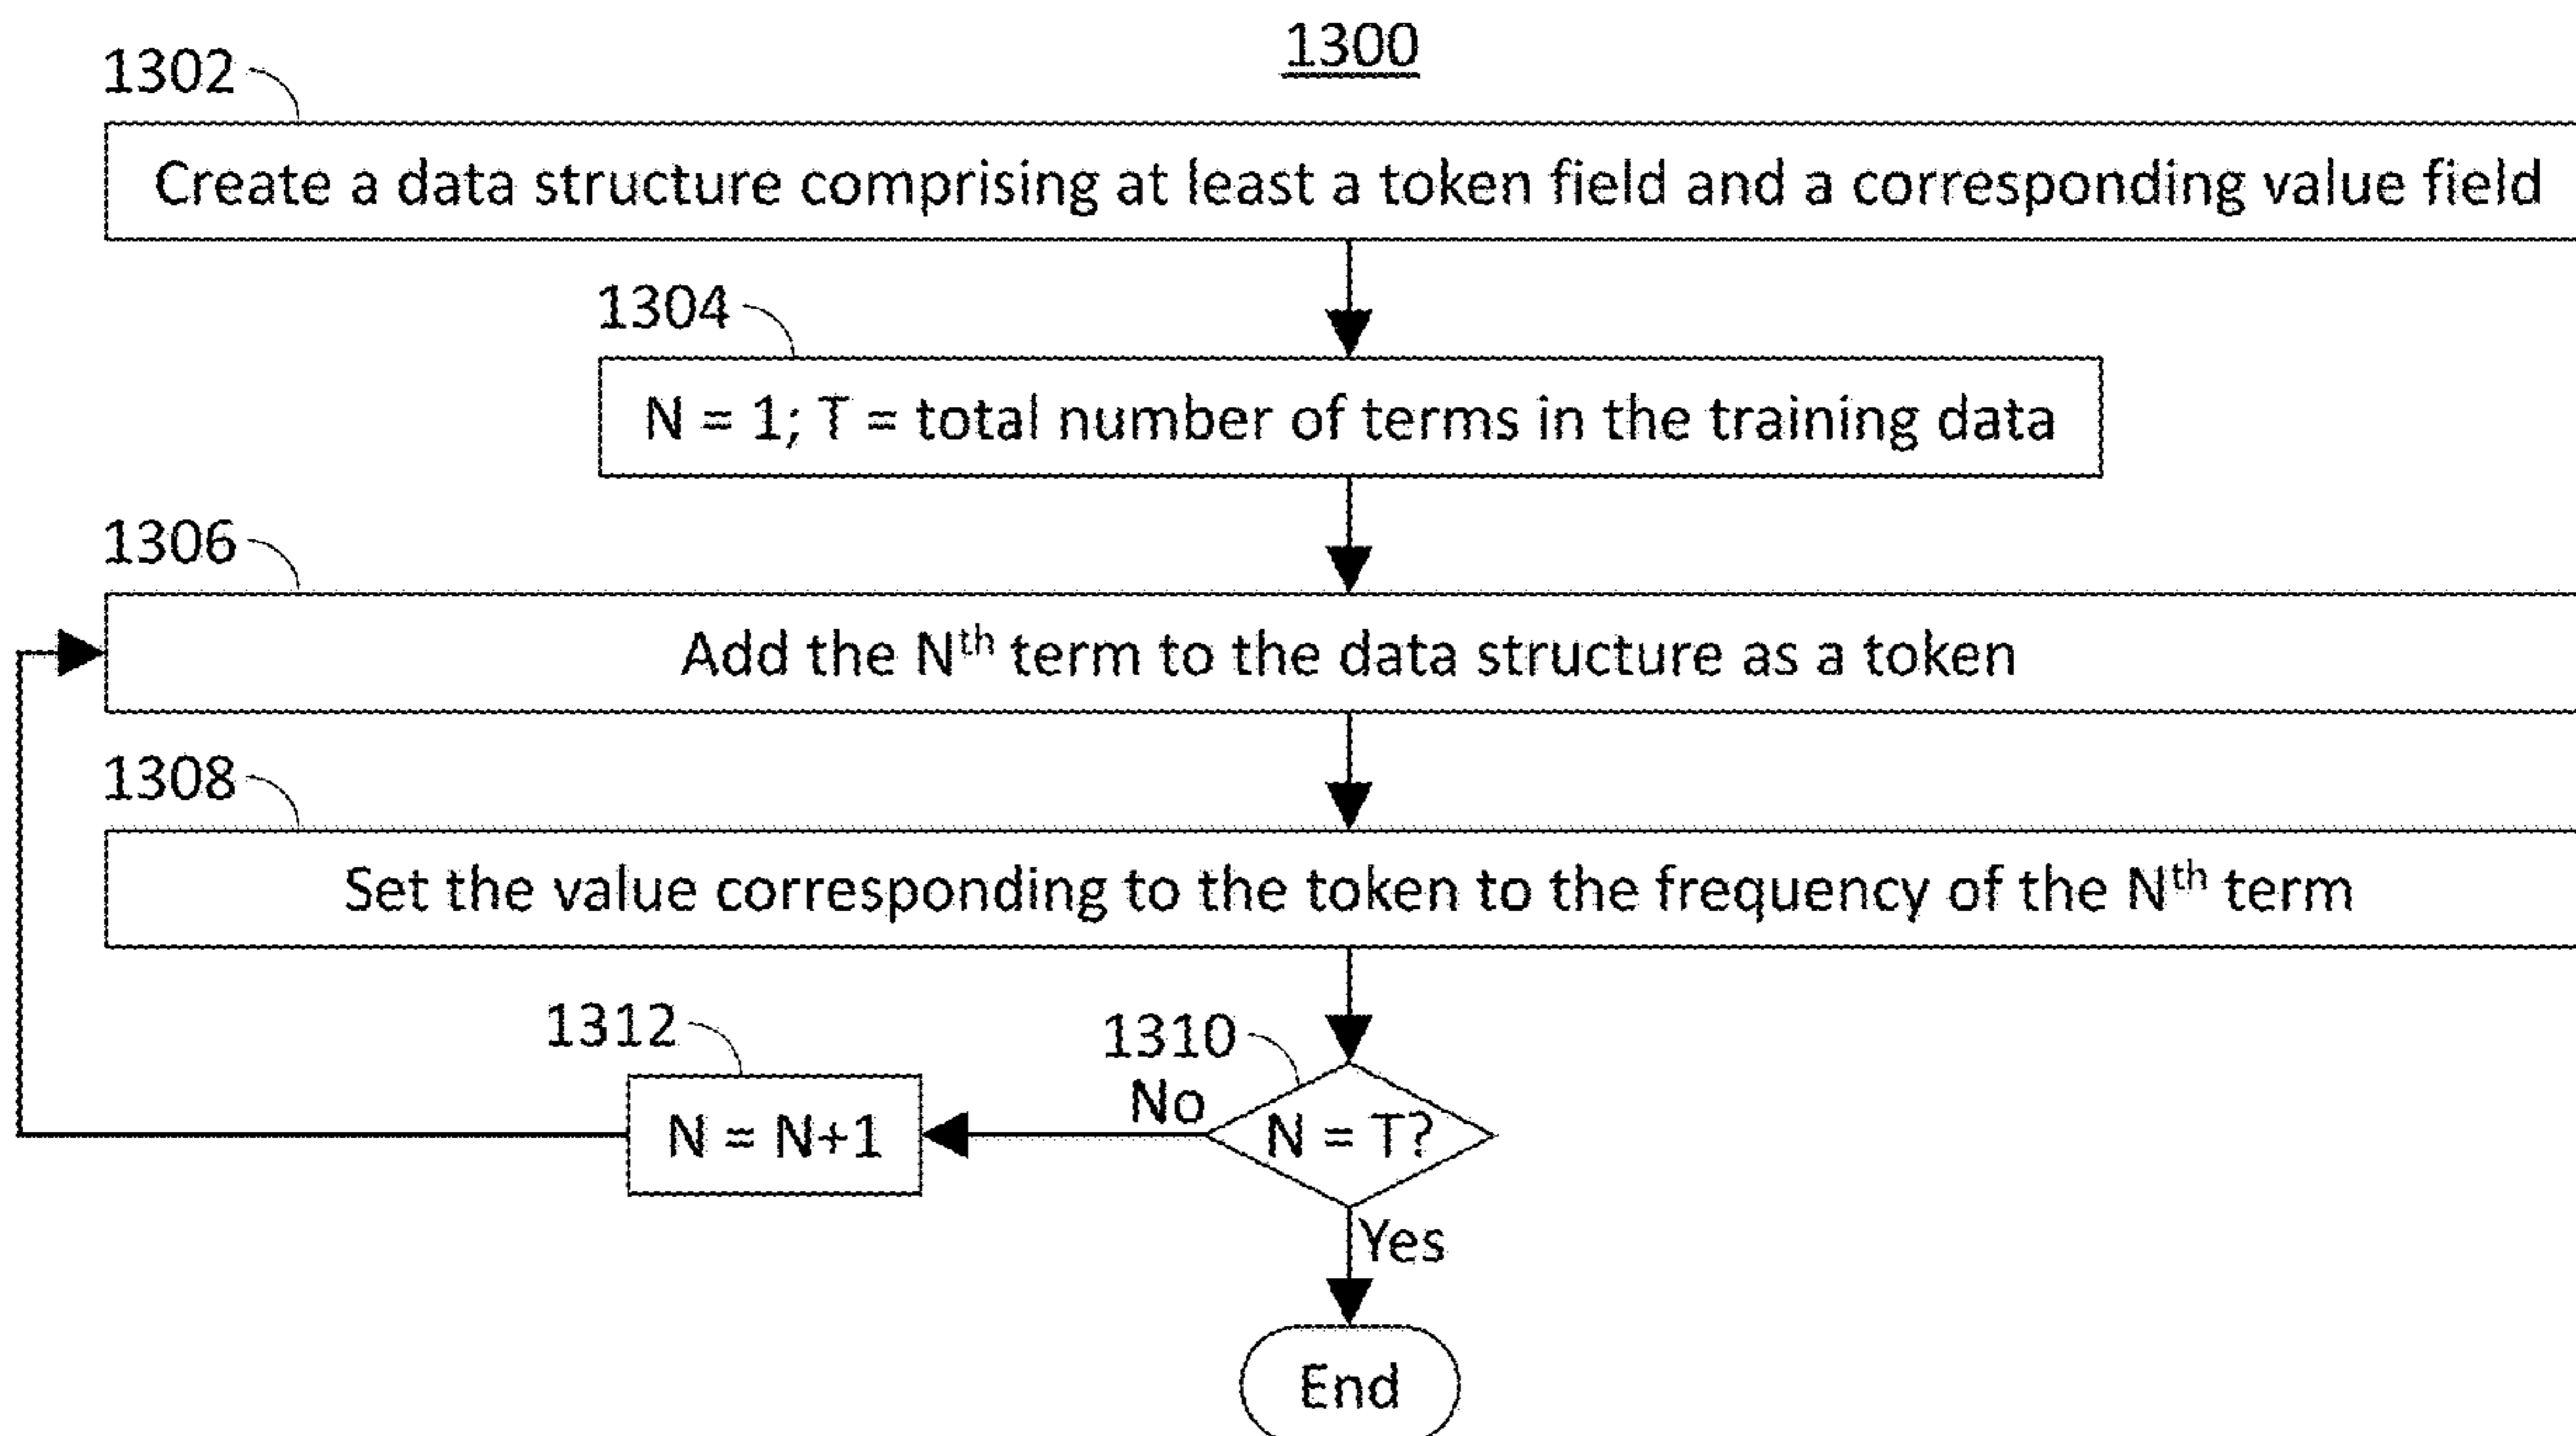 1300
1302
Create a data structure comprising at least a token field and a corresponding value field
1304
N = 1; T = total number of terms in the training data
1306
Add the Nth term to the data structure as a token
1308
Set the value corresponding to the token to the frequency of the Nth term
1312
1310
No
N = N+1
N = T?
Yes
End